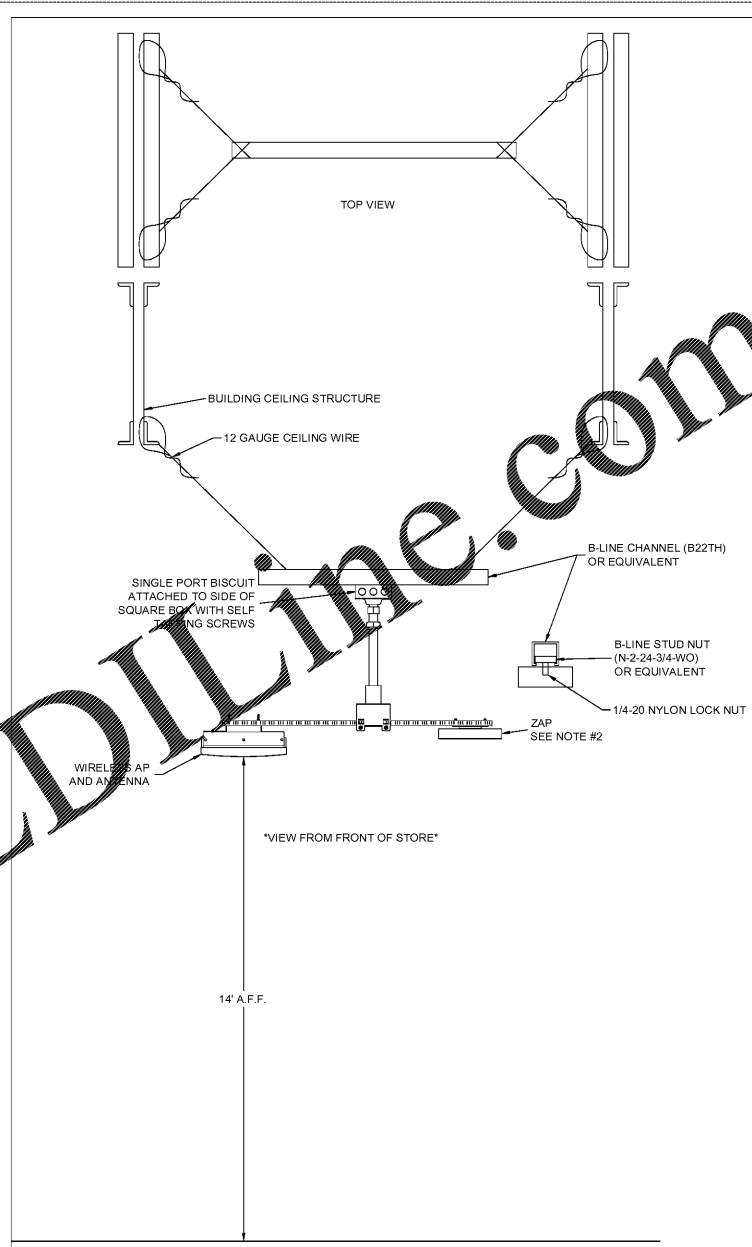 TOP VIEW
BUILDING CEILING STRUCTURE
12 GAUGE CEILING WIRE
B-LINE CHANNEL (B22TH)
OR EQUIVALENT
SINGLE PORT BISCUIT
ATTACHED TO SIDE OF
SQUARE BOX WITH SELF
TAPPING SCREWS
B-LINE STUD NUT
(N-2-24-3/4-WO)
OR EQUIVALENT
1/4-20 NYLON LOCK NUT
ZAP
SEE NOTE #2
WIRELESS AP
AND ANTENNA
*VIEW FROM FRONT OF STORE*
14' A.F.F.
LDILine.com